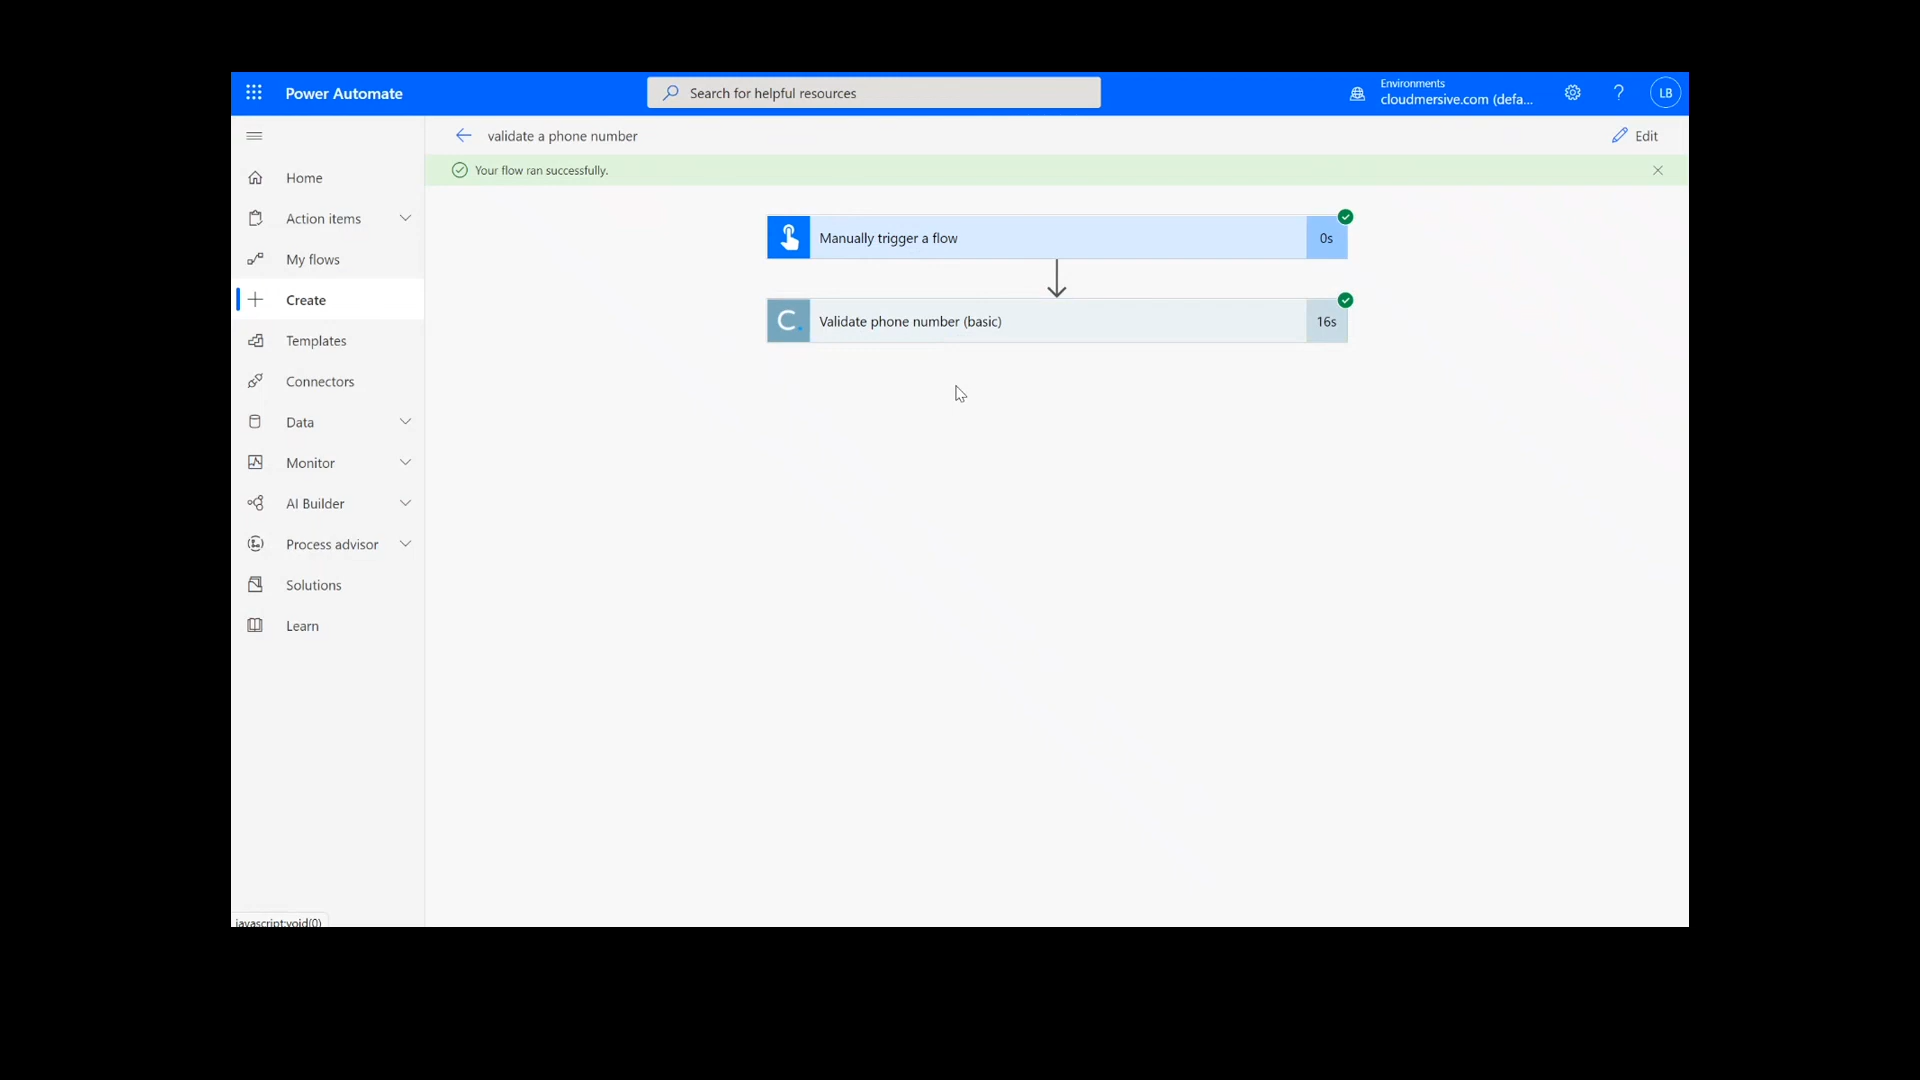 Power Automate
Search for helpful resources
Environments
cloudmersive.com (defa...
?
LB
validate a phone number
Edit
Your flow ran successfully.
Home
Action items
My flows
Create
Templates
Connectors
Data
Monitor
AI Builder
Process advisor
Solutions
Learn
Manually trigger a flow
0s
C.
Validate phone number (basic)
16s
javascript:void(0)